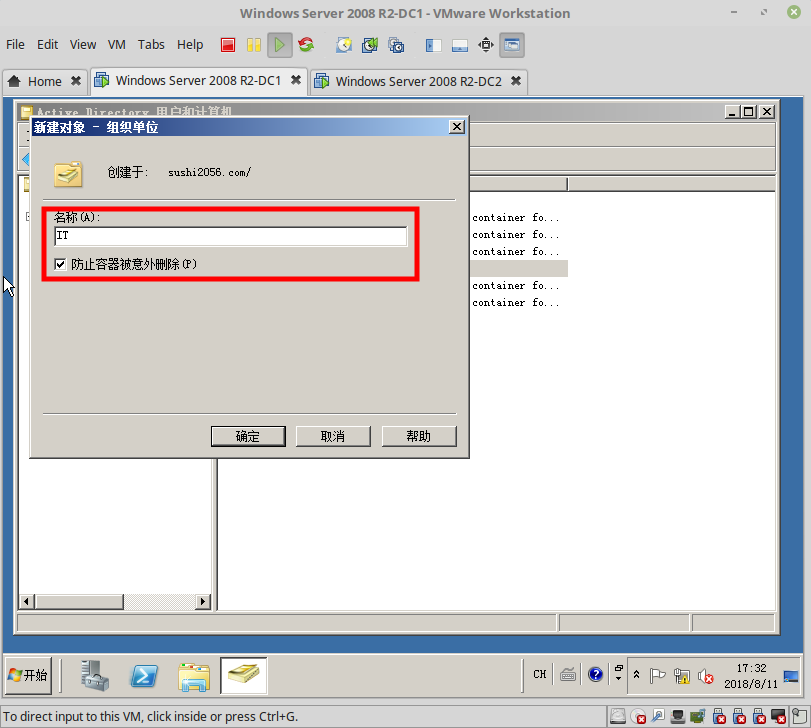 Windows Server 2008 R2-DC1 - VMware Workstation
File Edit View VM Tabs Help
Home Windows Server 2008 R2-DC1 Windows Server 2008 R2-DC2
Active Directory 用户和计算机
新建对象 - 组织单位
创建于: sushi2056.com/
名称(A):
IT
防止容器被意外删除(P)
container fo...
container fo...
container fo...
container fo...
container fo...
确定 取消 帮助
开始 CH 17:32
2018/8/11
To direct input to this VM, click inside or press Ctrl+G.